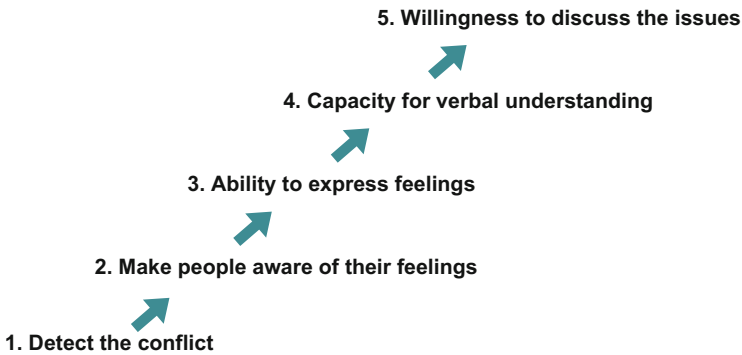 5. Willingness to discuss the issues
4. Capacity for verbal understanding
3. Ability to express feelings
2. Make people aware of their feelings
1. Detect the conflict